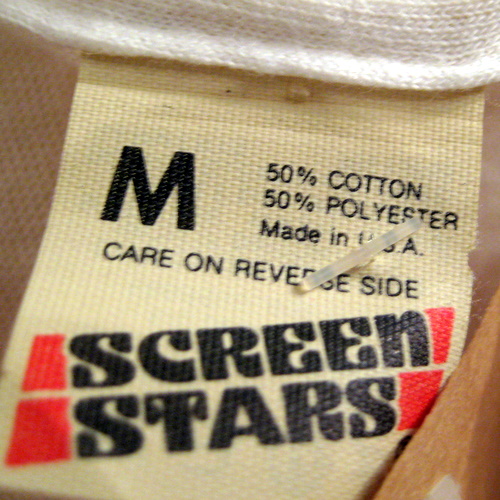 M
50% COTTON
50% POLYESTER
Made in U.S.A.
CARE ON REVERSE SIDE
SCREEN
STARS